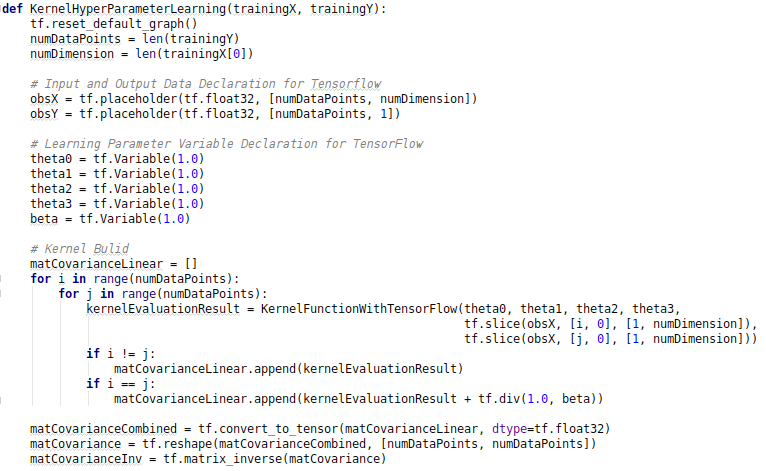 def KernelHyperParameterLearning(trainingX, trainingY):
    tf.reset_default_graph()
    numDataPoints = len(trainingY)
    numDimension = len(trainingX[0])

    # Input and Output Data Declaration for Tensorflow
    obsX = tf.placeholder(tf.float32, [numDataPoints, numDimension])
    obsY = tf.placeholder(tf.float32, [numDataPoints, 1])

    # Learning Parameter Variable Declaration for TensorFlow
    theta0 = tf.Variable(1.0)
    theta1 = tf.Variable(1.0)
    theta2 = tf.Variable(1.0)
    theta3 = tf.Variable(1.0)
    beta = tf.Variable(1.0)

    # Kernel Bulid
    matCovarianceLinear = []
    for i in range(numDataPoints):
        for j in range(numDataPoints):
            kernelEvaluationResult = KernelFunctionWithTensorFlow(theta0, theta1, theta2, theta3,
                                                                  tf.slice(obsX, [i, 0], [1, numDimension]),
                                                                  tf.slice(obsX, [j, 0], [1, numDimension]))
            if i != j:
                matCovarianceLinear.append(kernelEvaluationResult)
            if i == j:
                matCovarianceLinear.append(kernelEvaluationResult + tf.div(1.0, beta))

    matCovarianceCombined = tf.convert_to_tensor(matCovarianceLinear, dtype=tf.float32)
    matCovariance = tf.reshape(matCovarianceCombined, [numDataPoints, numDataPoints])
    matCovarianceInv = tf.matrix_inverse(matCovariance)